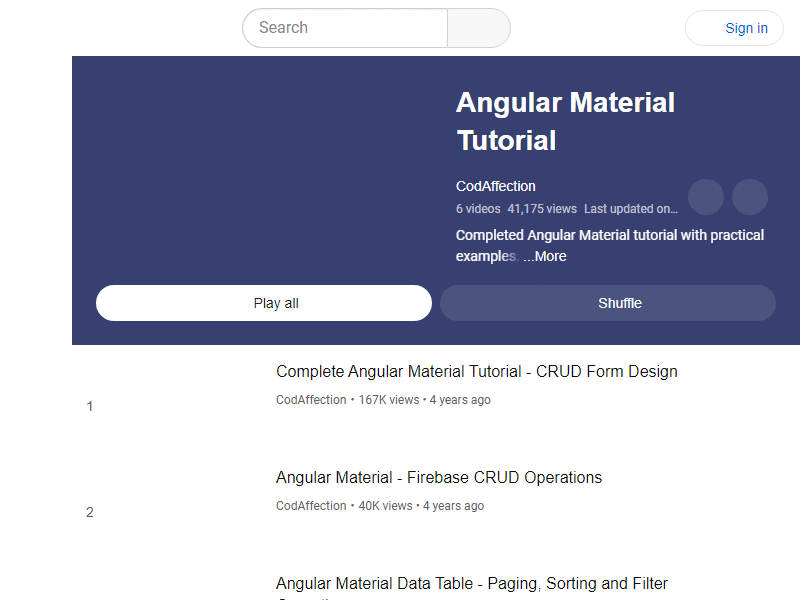 Search
Sign in
Angular Material
Tutorial
CodAffection
6 videos 41,175 views Last updated on...
Completed Angular Material tutorial with practical
examples. ...More
Play all
Shuffle
Complete Angular Material Tutorial - CRUD Form Design
CodAffection • 167K views • 4 years ago
1
Angular Material - Firebase CRUD Operations
CodAffection • 40K views • 4 years ago
2
Angular Material Data Table - Paging, Sorting and Filter